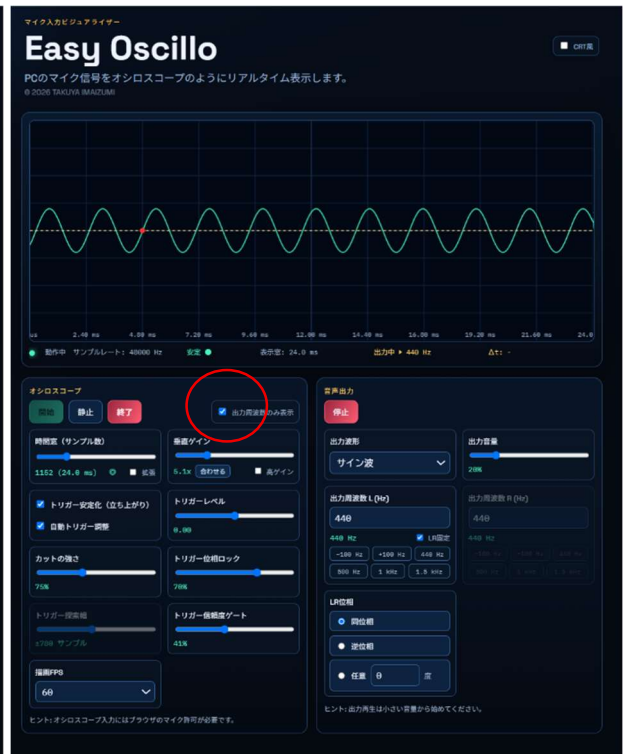 マイク入力ビジュアライザー
Easy Oscillo
CRT風
PCのマイク信号をオシロスコープのようにリアルタイム表示します。
© 2026 TAKUYA IMAIZUMI
2.40 ms 4.80 ms 7.20 ms 9.60 ms 12.00 ms 14.40 ms 16.80 ms 19.20 ms 21.60 ms 24.0
動作中 サンプルレート: 48000 Hz 安定 表示窓: 24.0 ms 出力中 ▶ 440 Hz Δt: -
オシロスコープ
開始 静止 終了 出力周波数のみ表示
時間窓（サンプル数）
1152 (24.0 ms) 拡張
垂直ゲイン
5.1x 合わせる 高ゲイン
トリガー安定化（立ち上がり）
自動トリガー調整
トリガーレベル
0.00
カットの強さ
75%
トリガー位相ロック
70%
トリガー探索幅
±700 サンプル
トリガー信頼度ゲート
41%
描画FPS
60
ヒント: オシロスコープ入力にはブラウザのマイク許可が必要です。
音声出力
停止
出力波形
サイン波
出力音量
20%
出力周波数 L (Hz)
440
440 Hz LR固定
-100 Hz +100 Hz 440 Hz
500 Hz 1 kHz 1.5 kHz
出力周波数 R (Hz)
440
440 Hz
LR位相
同位相
逆位相
任意 0 度
ヒント: 出力再生は小さい音量から始めてください。